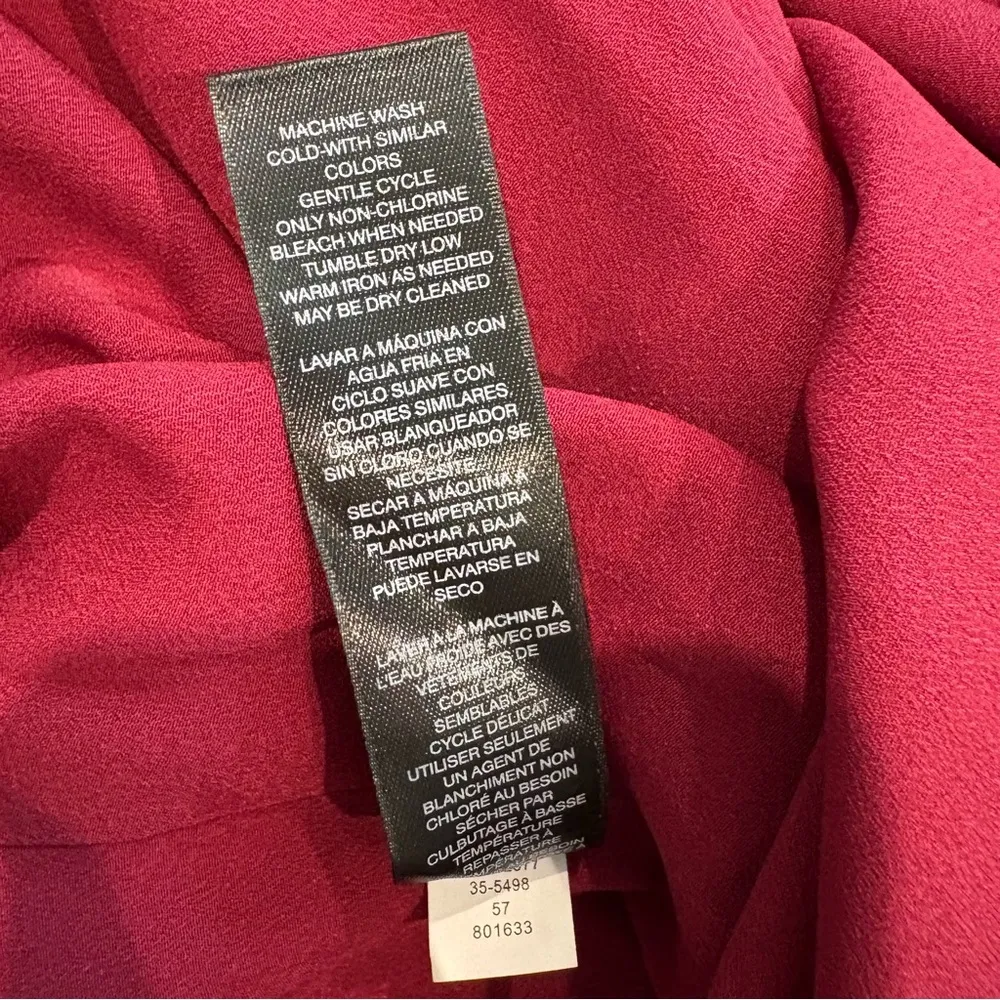 MACHINE WASH
COLD-WITH SIMILAR
COLORS
GENTLE CYCLE
ONLY NON-CHLORINE
BLEACH WHEN NEEDED
TUMBLE DRY LOW
WARM IRON AS NEEDED
MAY BE DRY CLEANED
LAVAR A MÁQUINA CON
AGUA FRIA EN
CICLO SUAVE CON
COLORES SIMILARES
USAR BLANQUEADOR
SIN CLORO CUANDO SE
NECESITE
SECAR A MÁQUINA A
BAJA TEMPERATURA
PLANCHAR A BAJA
TEMPERATURA
PUEDE LAVARSE EN
SECO
LAVER À LA MACHINE À
L'EAU FROIDE AVEC DES
VÊTEMENTS DE
COULEURS
SEMBLABLES
CYCLE DÉLICAT
UTILISER SEULEMENT
UN AGENT DE
BLANCHIMENT NON
CHLORÉ AU BESOIN
SÉCHER PAR
CULBUTAGE À BASSE
TEMPÉRATURE
REPASSER À
BESOIN
35-5498
57
801633